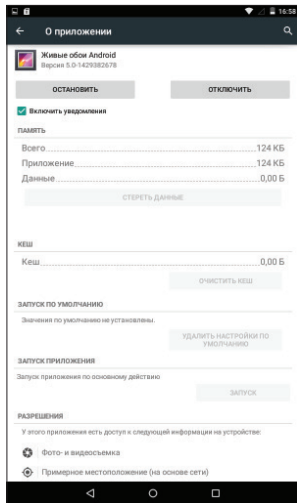 16:58
О приложении
Живые обои Android
Версия 5.0-1429382678
ОСТАНОВИТЬ
ОТКЛЮЧИТЬ
Включить уведомления
ПАМЯТЬ
Всего 124 КБ
Приложение 124 КБ
Данные 0,00 Б
СТЕРЕТЬ ДАННЫЕ
КЕШ
Кеш 0,00 Б
ОЧИСТИТЬ КЕШ
ЗАПУСК ПО УМОЛЧАНИЮ
Значения по умолчанию не установлены.
УДАЛИТЬ НАСТРОЙКИ ПО
УМОЛЧАНИЮ
ЗАПУСК ПРИЛОЖЕНИЯ
Запуск приложения по основному действию
ЗАПУСК
РАЗРЕШЕНИЯ
У этого приложения есть доступ к следующей информации на устройстве:
Фото- и видеосъемка
Примерное местоположение (на основе сети)